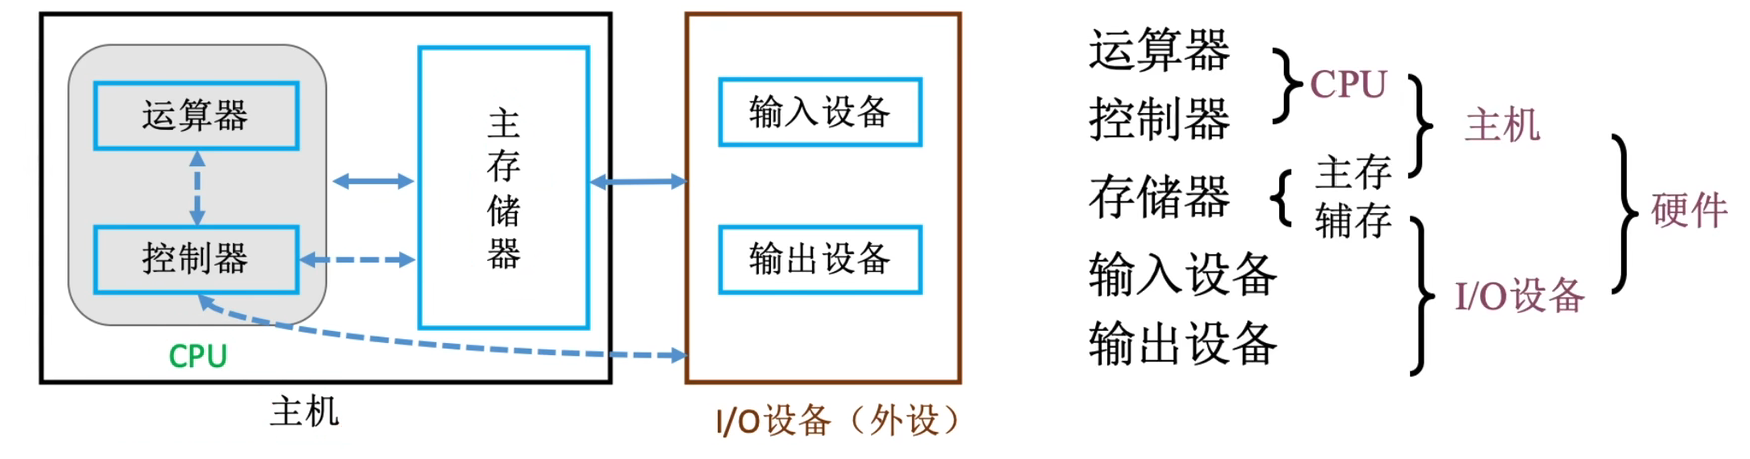 运算器
控制器
CPU
主存储器
主机
输入设备
输出设备
I/O设备（外设）
运算器
控制器
CPU
主机
存储器
主存
辅存
硬件
输入设备
输出设备
I/O设备